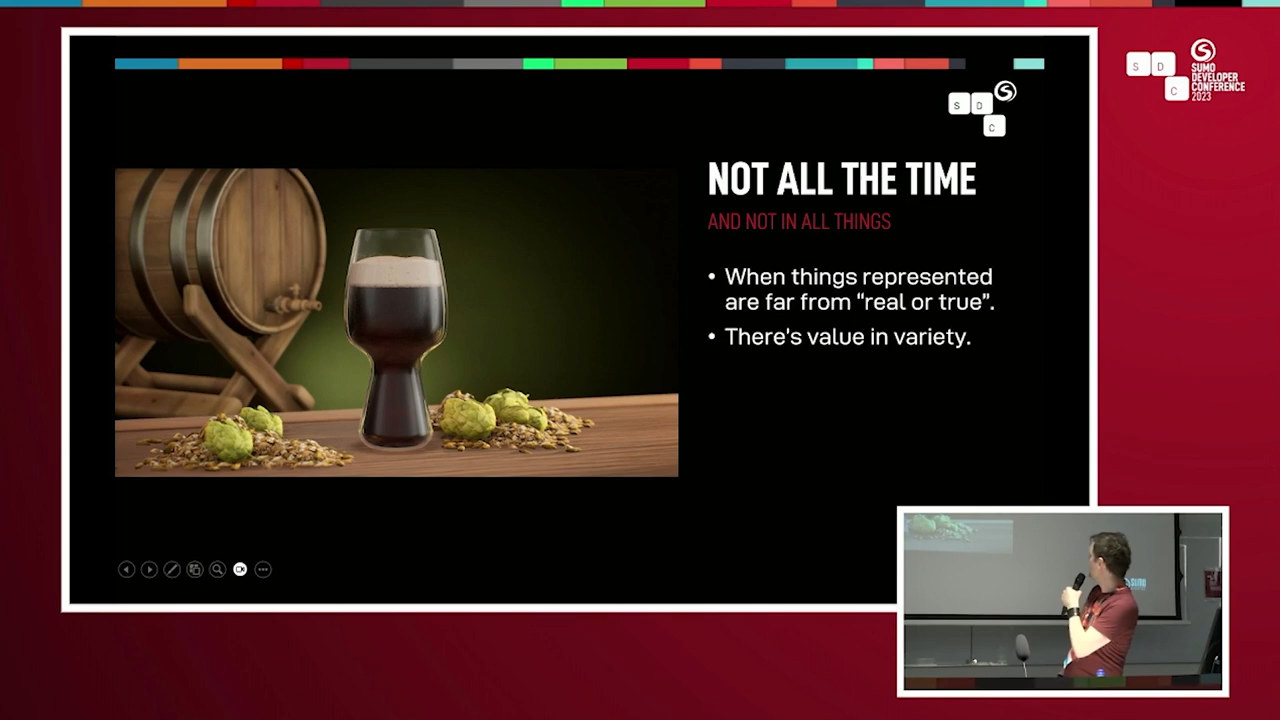 S D
C
SUMO
DEVELOPER
CONFERENCE
2023
S D
C
NOT ALL THE TIME
AND NOT IN ALL THINGS
• When things represented
are far from “real or true”.
• There's value in variety.
SUMO